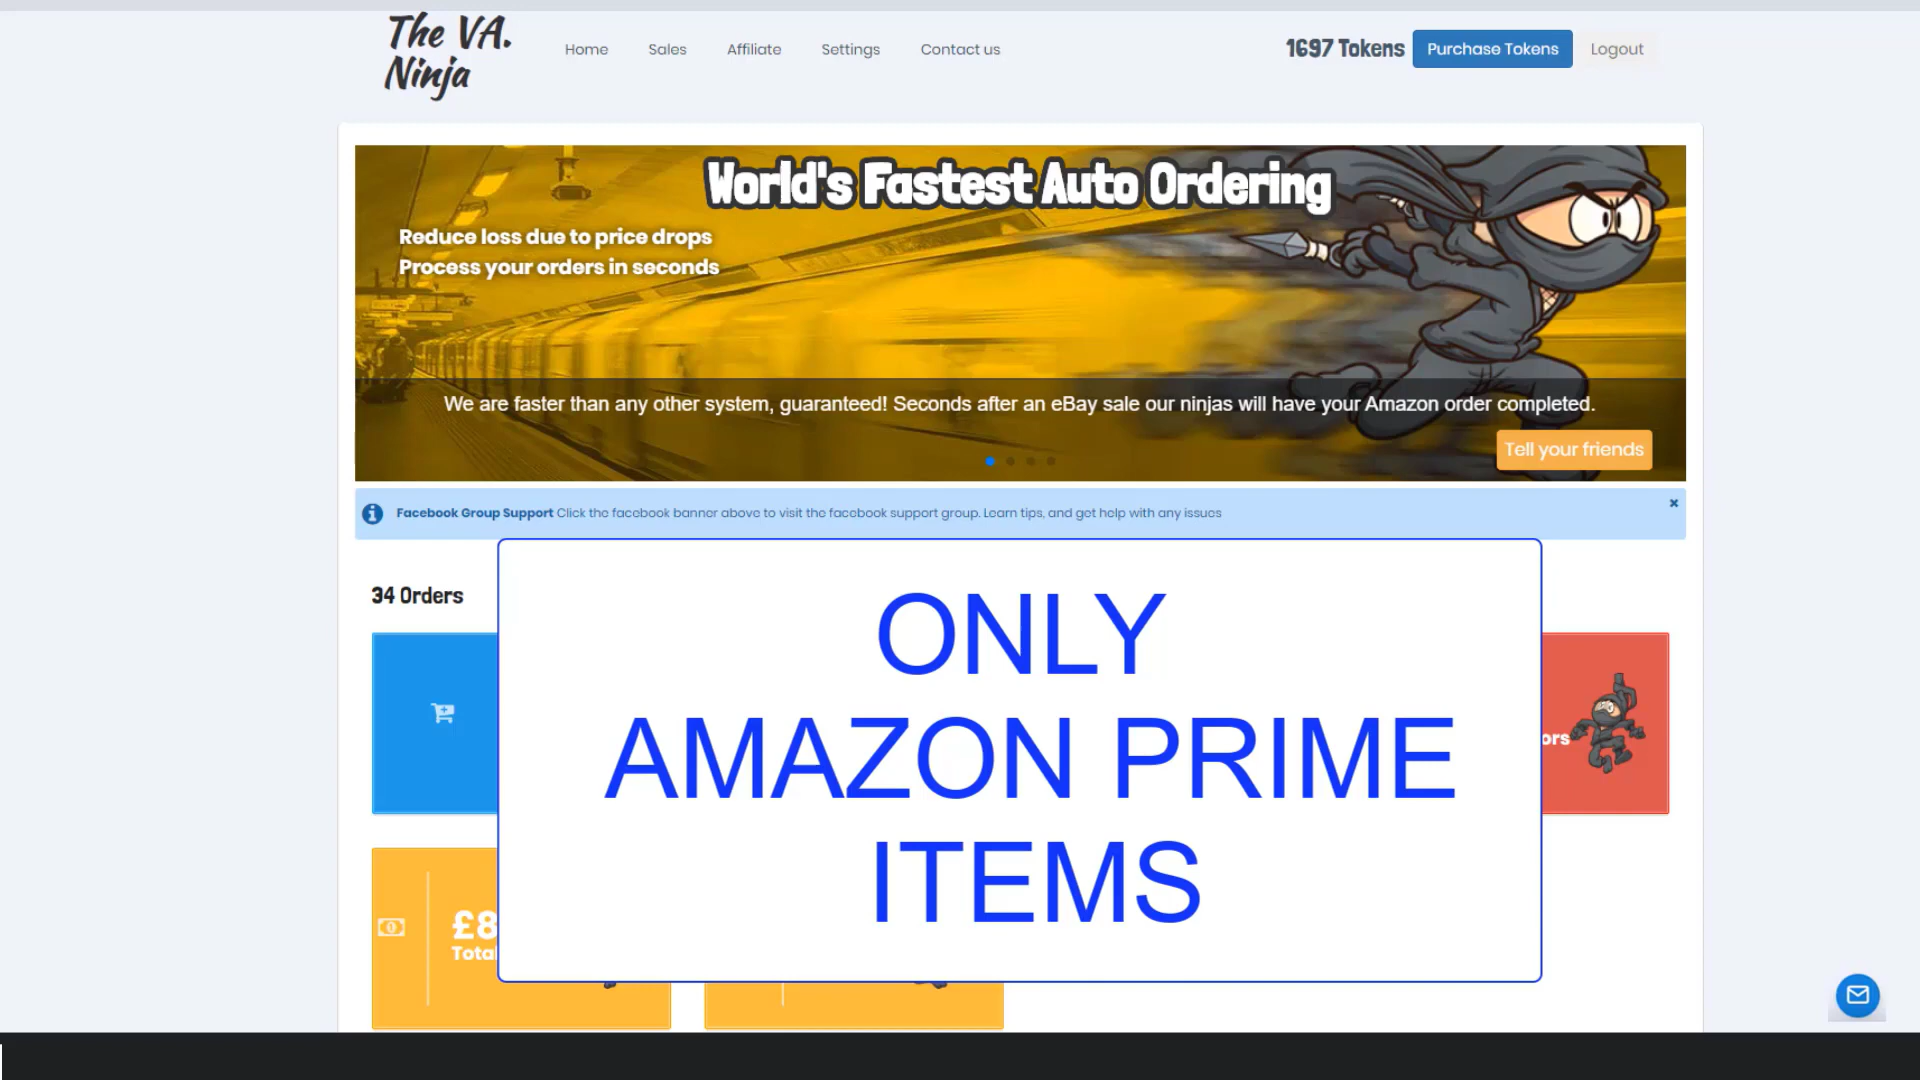 The VA.
Ninja
Home
Sales
Affiliate
Settings
Contact us
1697 Tokens
Purchase Tokens
Logout
World's Fastest Auto Ordering
Reduce loss due to price drops
Process your orders in seconds
We are faster than any other system, guaranteed! Seconds after an eBay sale our ninjas will have your Amazon order completed.
Tell your friends
Facebook Group Support Click the facebook banner above to visit the facebook support group. Learn tips, and get help with any issues
34 Orders
ONLY
AMAZON PRIME
ITEMS
ors
£8
Total